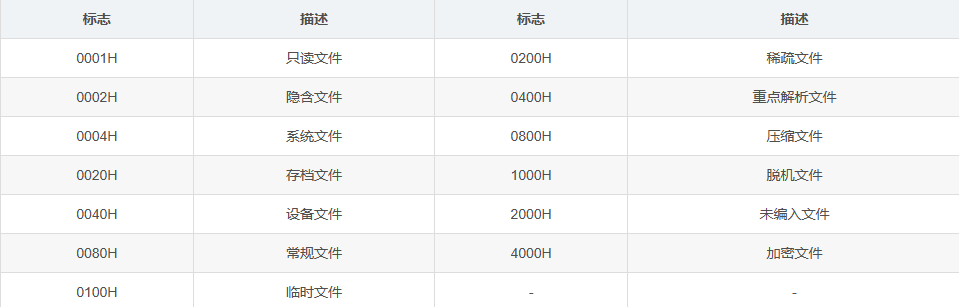 标志 描述 标志 描述
0001H 只读文件 0200H 稀疏文件
0002H 隐含文件 0400H 重点解析文件
0004H 系统文件 0800H 压缩文件
0020H 存档文件 1000H 脱机文件
0040H 设备文件 2000H 未编入文件
0080H 常规文件 4000H 加密文件
0100H 临时文件 - -